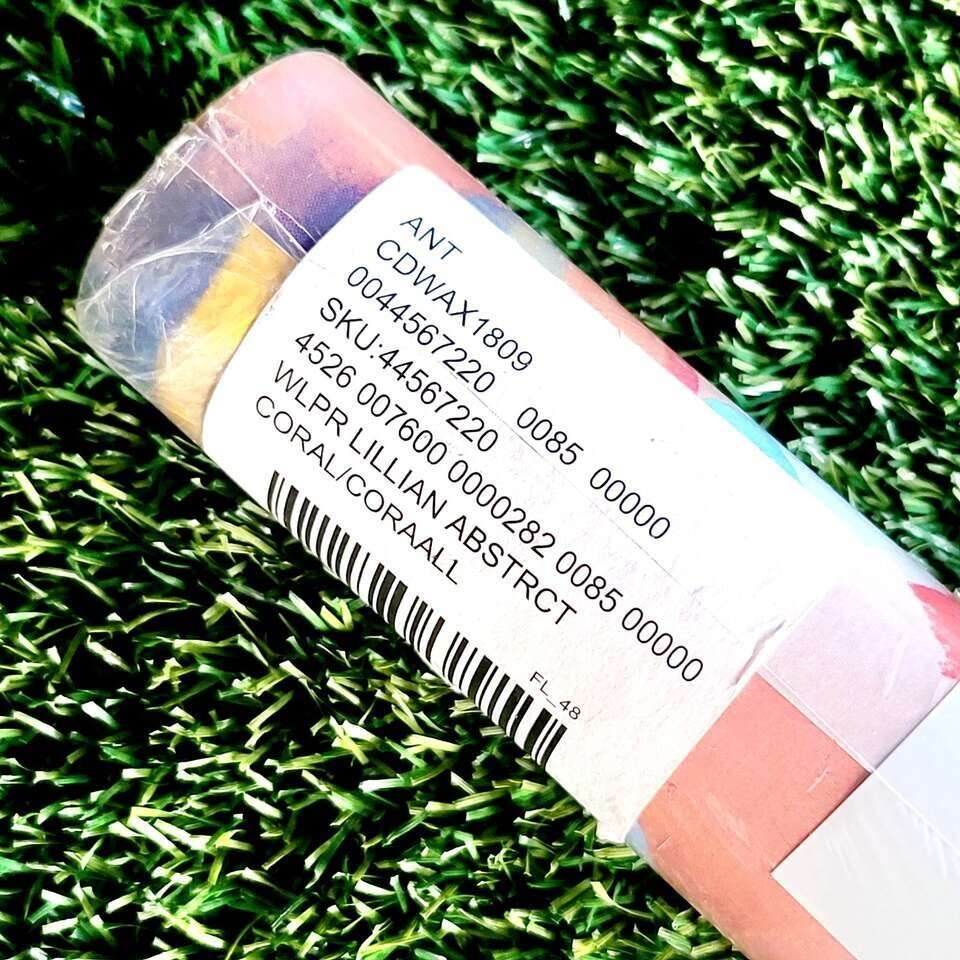 ANT
CDWAX1809
0044567220 0085 00000
SKU:44567220
4526 007600 0000282 0085 00000
WLPR LILLIAN ABSTRCT
CORAL/CORAALL
FL_48